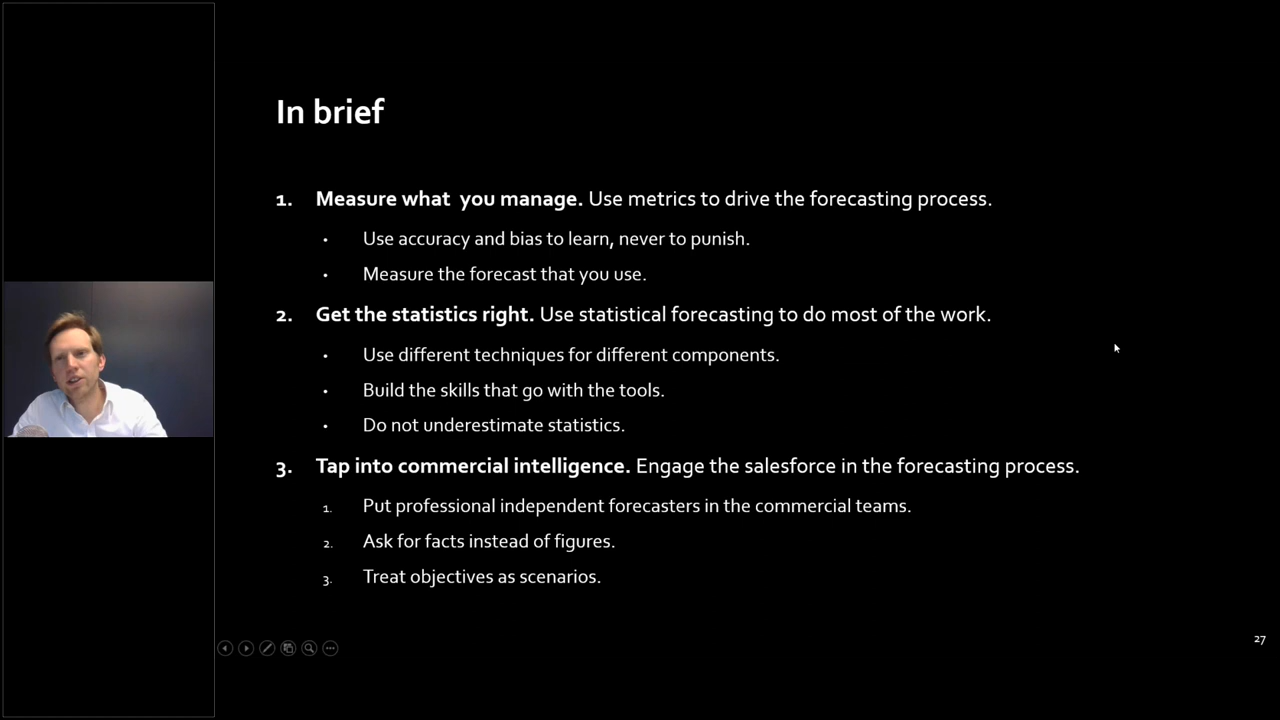 In brief
1. Measure what  you manage. Use metrics to drive the forecasting process.
• Use accuracy and bias to learn, never to punish.
• Measure the forecast that you use.
2. Get the statistics right. Use statistical forecasting to do most of the work.
• Use different techniques for different components.
• Build the skills that go with the tools.
• Do not underestimate statistics.
3. Tap into commercial intelligence. Engage the salesforce in the forecasting process.
1. Put professional independent forecasters in the commercial teams.
2. Ask for facts instead of figures.
3. Treat objectives as scenarios.
27